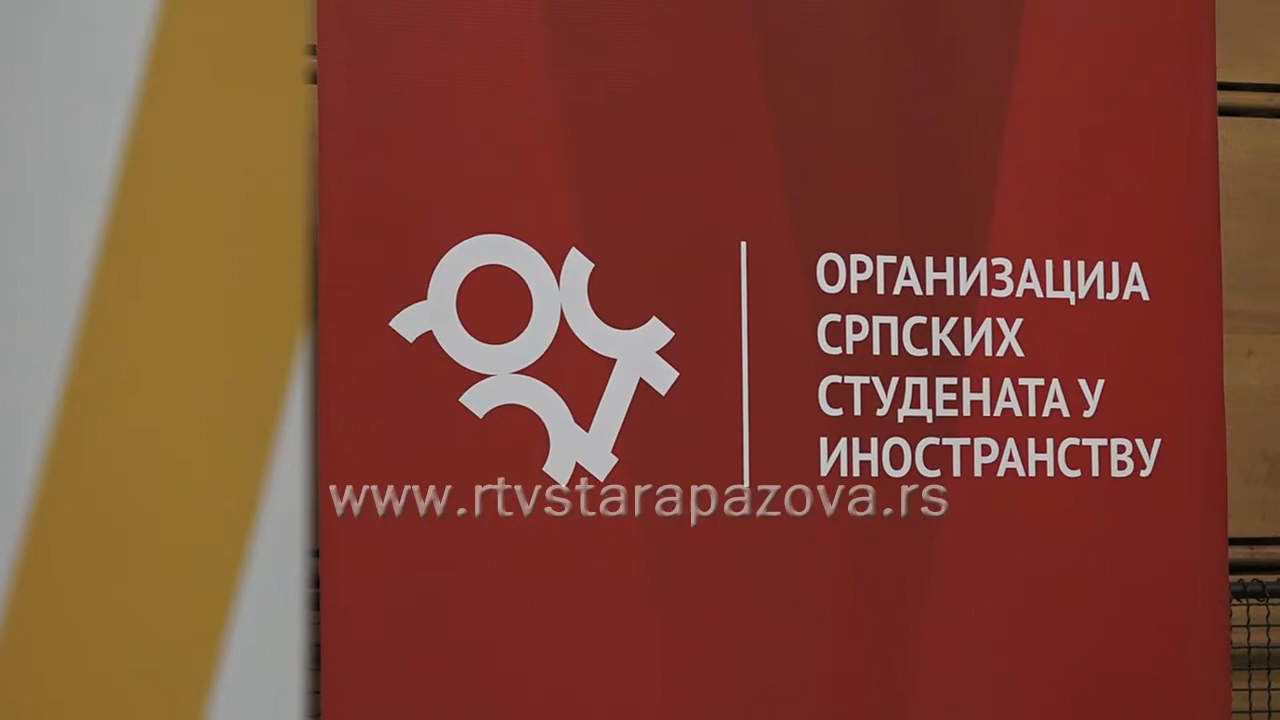 ОРГАНИЗАЦИЈА
СРПСКИХ
СТУДЕНАТА У
ИНОСТРАНСТВУ
www.rtvstarapazova.rs